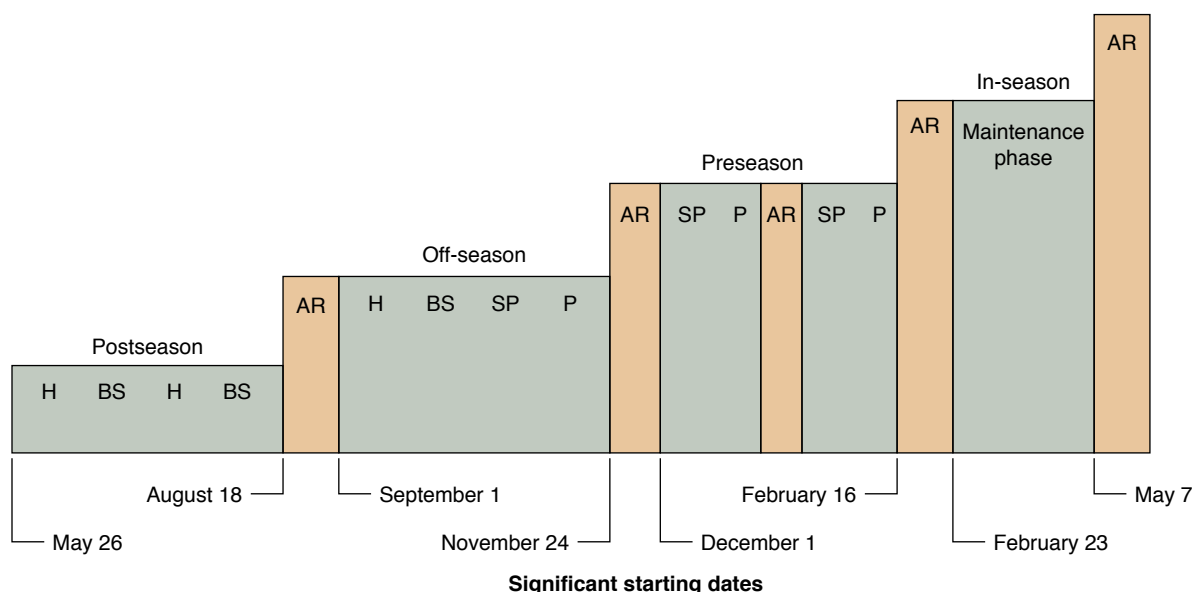 AR
In-season
AR
Maintenance
phase
Preseason
AR SP P AR SP P
Off-season
AR H BS SP P
Postseason
H BS H BS
August 18
September 1
February 16
May 7
May 26
November 24
December 1
February 23
Significant starting dates